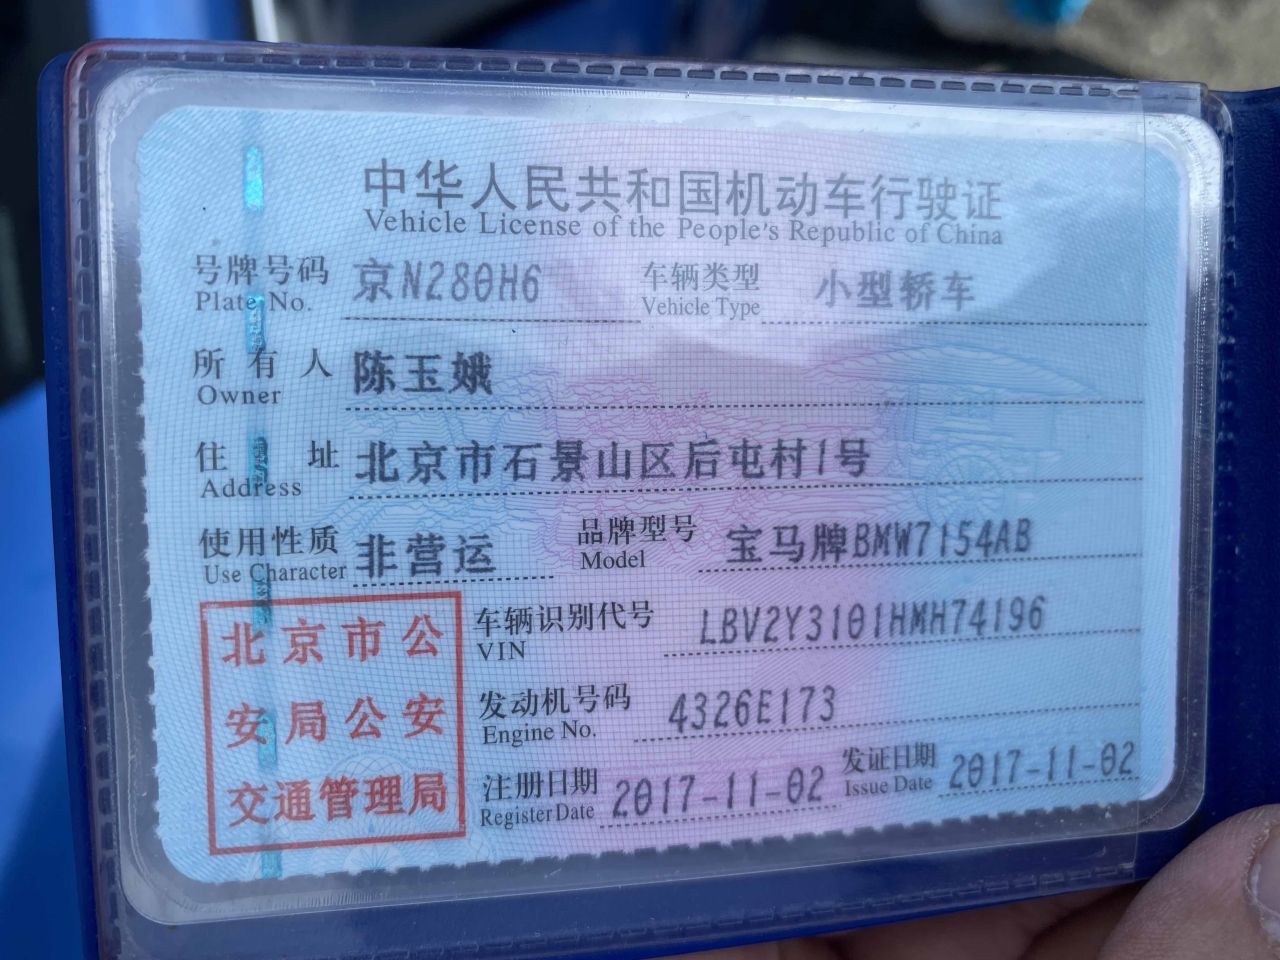 中华人民共和国机动车行驶证
Vehicle License of the People's Republic of China
号牌号码 京N280H6 车辆类型 小型轿车
Plate No. Vehicle Type
所有人 陈玉娥
Owner
住址 北京市石景山区后屯村1号
Address
使用性质 非营运 品牌型号 宝马牌BMW7154AB
Use Character Model
北京市公
安局公安
交通管理局
车辆识别代号 LBV2Y3101HMH74196
VIN
发动机号码 4326E173
Engine No.
注册日期 2017-11-02 发证日期 2017-11-02
Register Date Issue Date